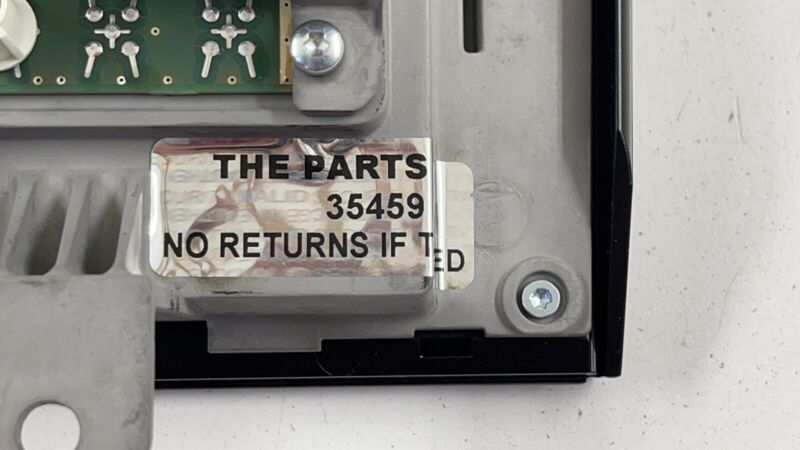 THE PARTS
35459
NO RETURNS IF T
ED